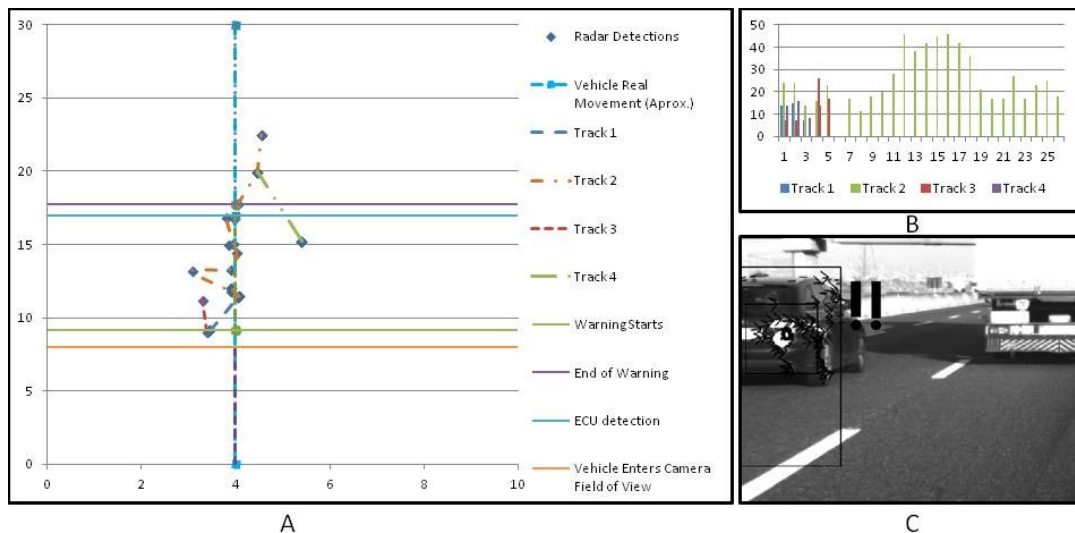 30
25
20
15
10
5
0
0 2 4 6 8 10
Radar Detections
Vehicle Real
Movement (Aprox.)
Track 1
Track 2
Track 3
Track 4
Warning Starts
End of Warning
ECU detection
Vehicle Enters Camera
Field of View
A
50
40
30
20
10
0
1 3 5 7 9 11 13 15 17 19 21 23 25
Track 1 Track 2 Track 3 Track 4
B
!!
C